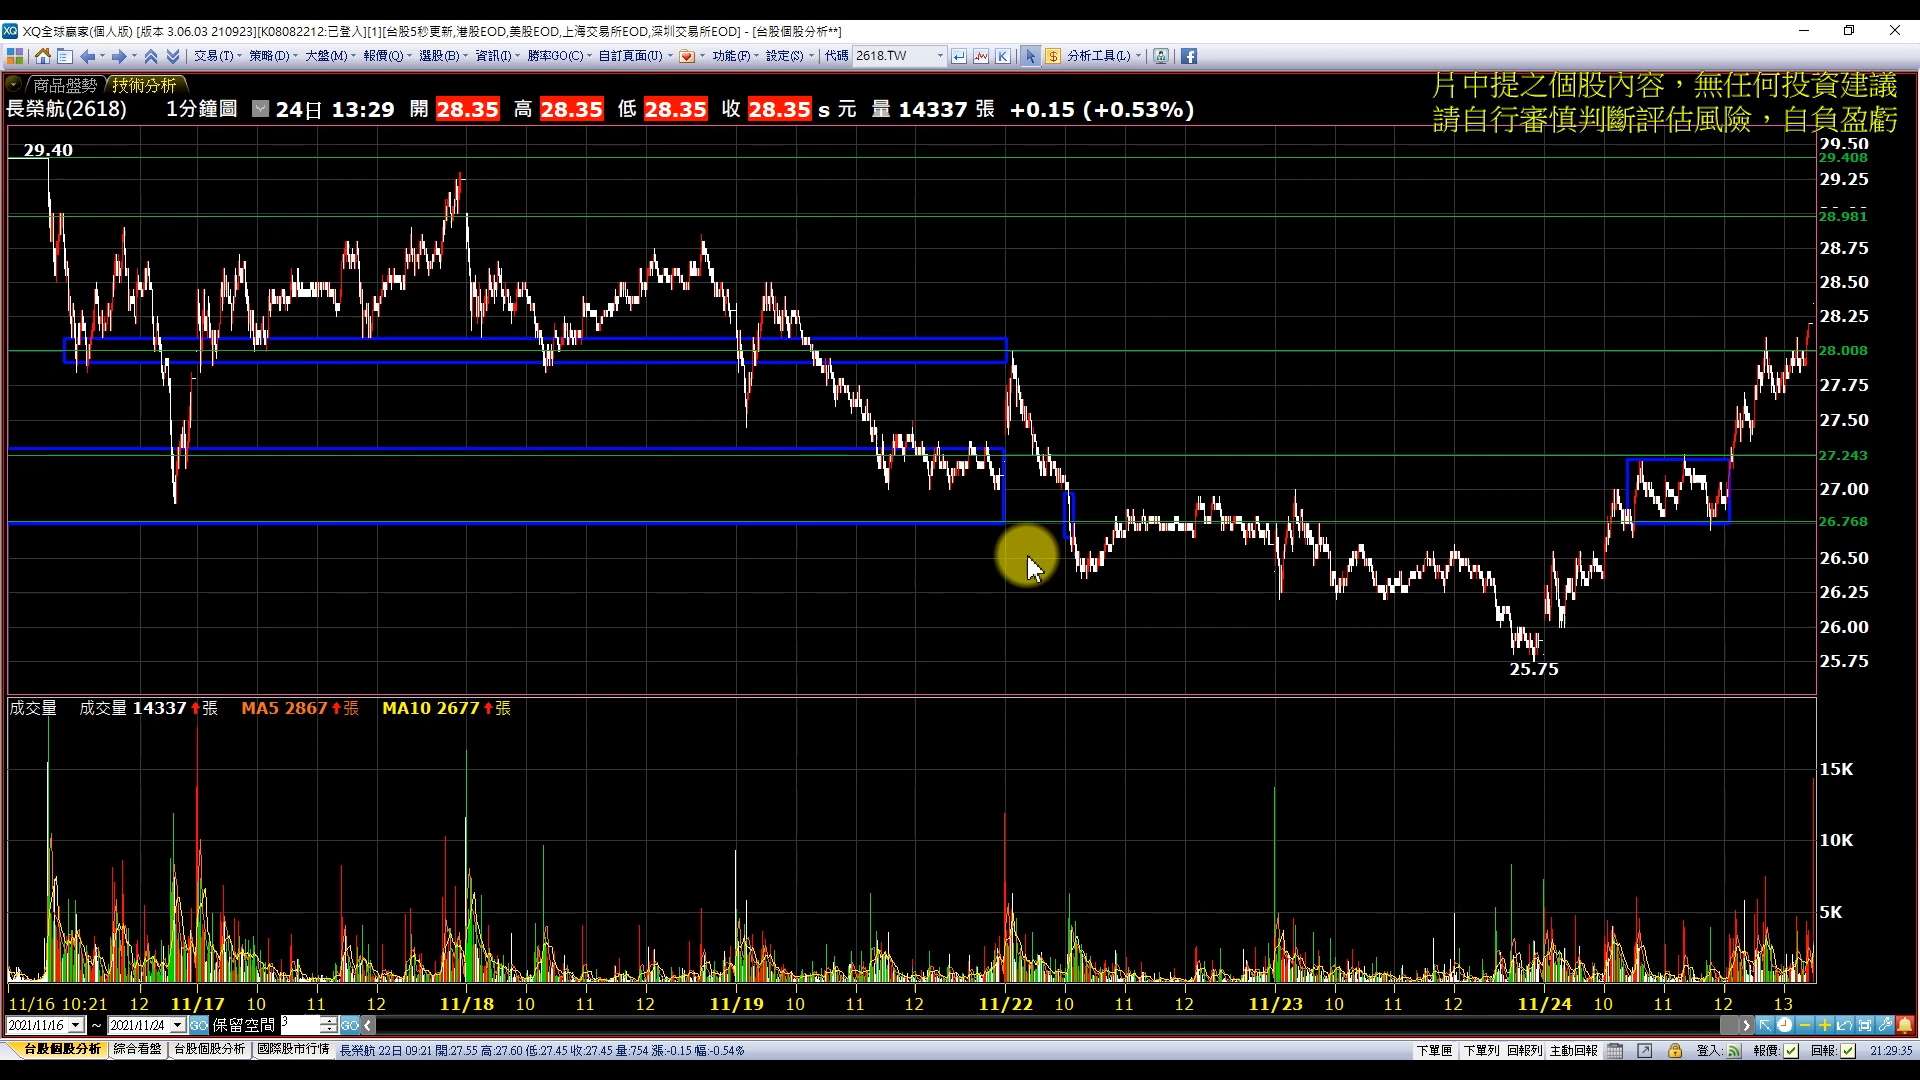 XQ全球贏家(個人版) [版本 3.06.03 210923][K08082212:已登入][1][台股5秒更新,港股EOD,美股EOD,上海交易所EOD,深圳交易所EOD] - [台股個股分析**]
交易(T) 策略(D) 大盤(M) 報價(Q) 選股(B) 資訊(I) 勝率GO(C) 自訂頁面(U) 功能(F) 設定(S) 代碼 2618.TW 分析工具(L)
商品盤勢 技術分析
片中提之個股內容，無任何投資建議
請自行審慎判斷評估風險，自負盈虧
長榮航(2618) 1分鐘圖 24日 13:29 開 28.35 高 28.35 低 28.35 收 28.35 s 元 量 14337 張 +0.15 (+0.53%)
29.40
29.50
29.408
29.25
28.981
28.75
28.50
28.25
28.008
27.75
27.50
27.243
27.00
26.768
26.50
26.25
26.00
25.75
25.75
成交量 成交量 14337 張 MA5 2867 張 MA10 2677 張
15K
10K
5K
11/16 10:21 12 11/17 10 11 12 11/18 10 11 12 11/19 10 11 12 11/22 10 11 12 11/23 10 11 12 11/24 10 11 12 13
2021/11/16 ~ 2021/11/24 GO 保留空間 3 GO
台股個股分析 綜合看盤 台股個股分析 國際股市行情 長榮航 22日 09:21 開:27.55 高:27.60 低:27.45 收:27.45 量:754 漲:-0.15 幅:-0.54% 下單匣 下單列 回報列 主動回報 登入: 報價: 回報: 21:29:35